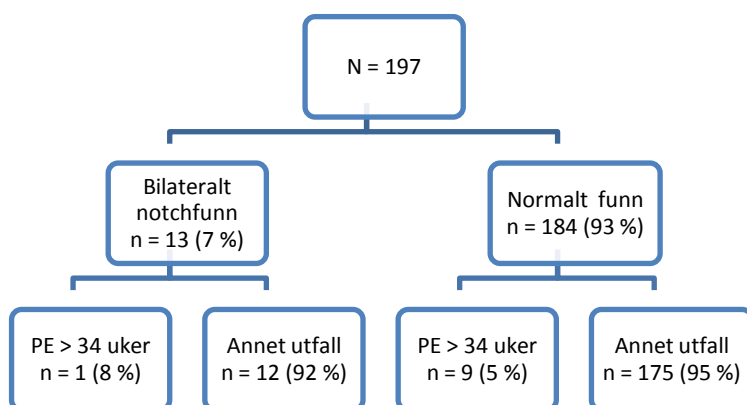 N = 197
Bilateralt
notchfunn
n = 13 (7 %)
Normalt funn
n = 184 (93 %)
PE > 34 uker
n = 1 (8 %)
Annet utfall
n = 12 (92 %)
PE > 34 uker
n = 9 (5 %)
Annet utfall
n = 175 (95 %)